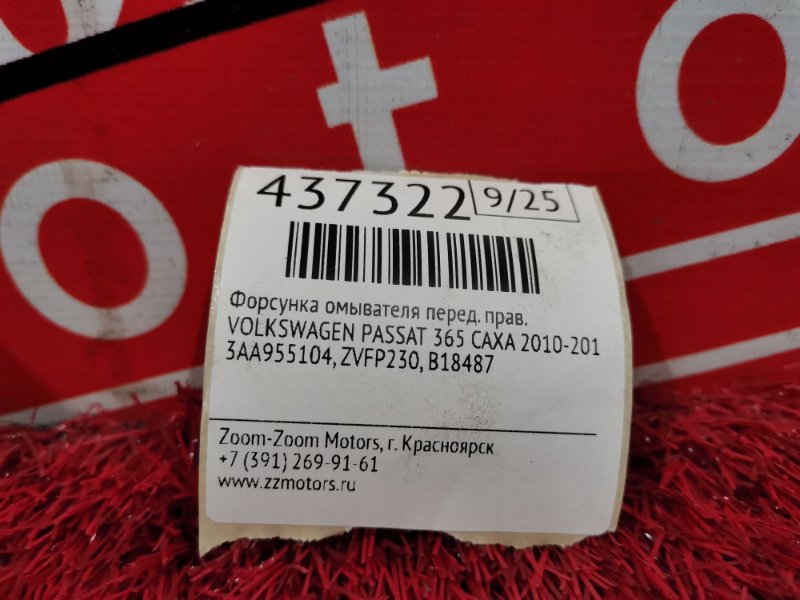 oto
437322 9/25
Форсунка омывателя перед. прав.
VOLKSWAGEN PASSAT 365 CAXA 2010-201
3AA955104, ZVFP230, B18487
Zoom-Zoom Motors, г. Красноярск
+7 (391) 269-91-61
www.zzmotors.ru